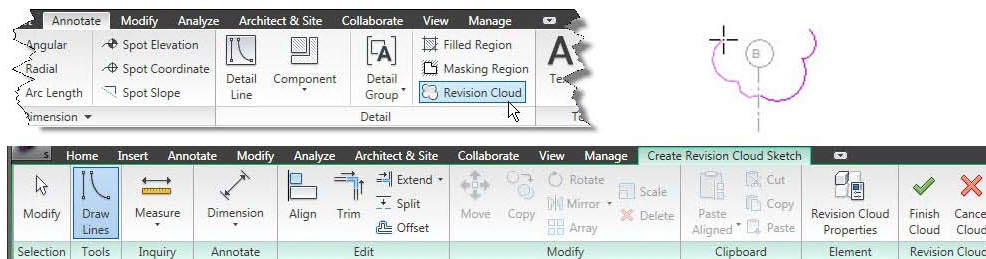 Annotate Modify Analyze Architect & Site Collaborate View Manage
Angular Spot Elevation Filled Region
Radial Spot Coordinate Masking Region
Arc Length Spot Slope Revision Cloud
Detail Line Component Detail Group
Detail
B
Home Insert Annotate Modify Analyze Architect & Site Collaborate View Manage Create Revision Cloud Sketch
Extend Rotate Scale Cut
Split Mirror Delete Copy
Offset Array Paste
Modify Draw Lines Measure Dimension Align Trim Move Copy Paste Aligned Revision Cloud Properties Finish Cloud Cance Cloud
Selection Tools Inquiry Annotate Edit Modify Clipboard Element Revision Cloud